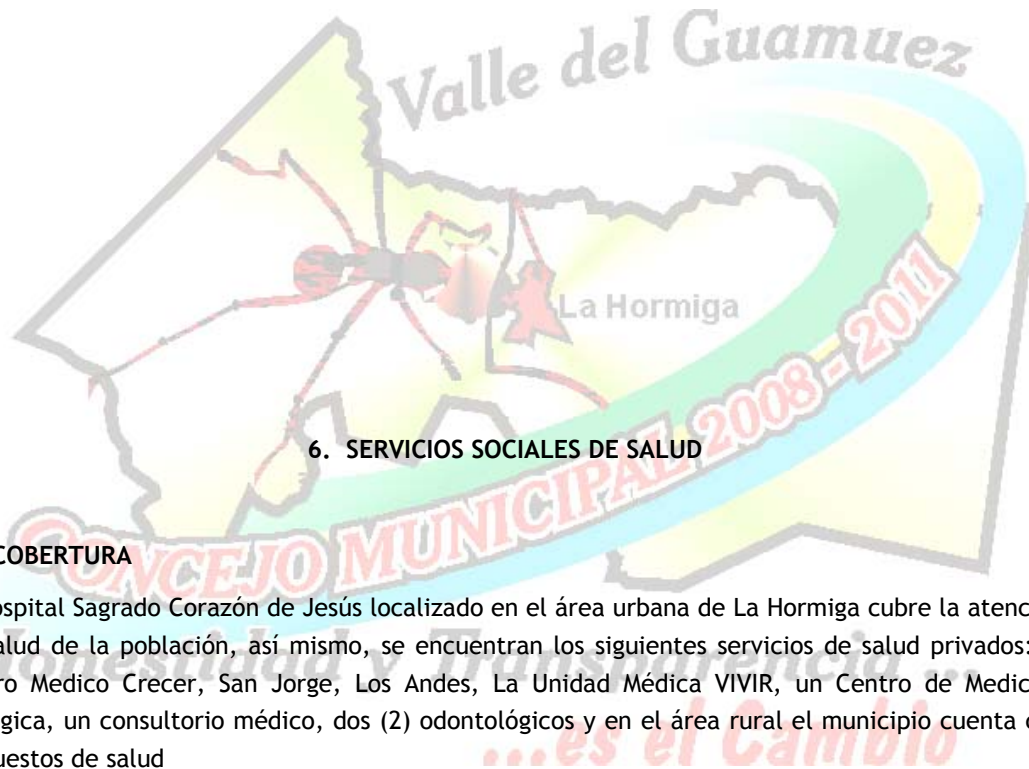 Valle del Guamuez
La Hormiga
CONCEJO MUNICIPAL 2008 - 2011
6. SERVICIOS SOCIALES DE SALUD
COBERTURA
ospital Sagrado Corazón de Jesús localizado en el área urbana de La Hormiga cubre la atenc
alud de la población, así mismo, se encuentran los siguientes servicios de salud privados:
ro Medico Crecer, San Jorge, Los Andes, La Unidad Médica VIVIR, un Centro de Medic
gica, un consultorio médico, dos (2) odontológicos y en el área rural el municipio cuenta
uestos de salud
Honestidad y Transparencia ...
...es el Cambio